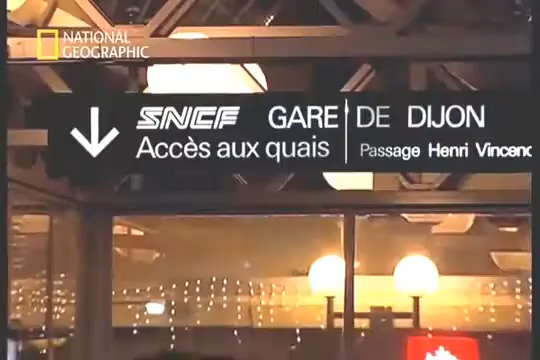 NATIONAL
GEOGRAPHIC
SNCF GARE DE DIJON
Accès aux quais Passage Henri Vincenc